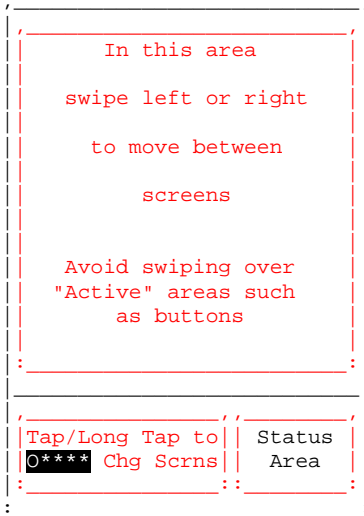 In this area
swipe left or right
to move between
screens
Avoid swiping over
"Active" areas such
as buttons
Tap/Long Tap to
O**** Chg Scrns
Status
Area